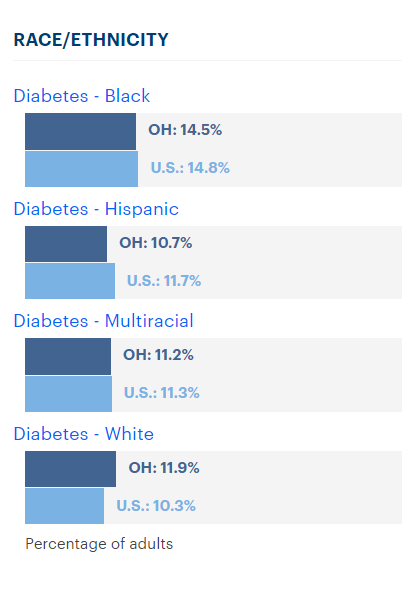 RACE/ETHNICITY
Diabetes - Black
OH: 14.5%
U.S.: 14.8%
Diabetes - Hispanic
OH: 10.7%
U.S.: 11.7%
Diabetes - Multiracial
OH: 11.2%
U.S.: 11.3%
Diabetes - White
OH: 11.9%
U.S.: 10.3%
Percentage of adults